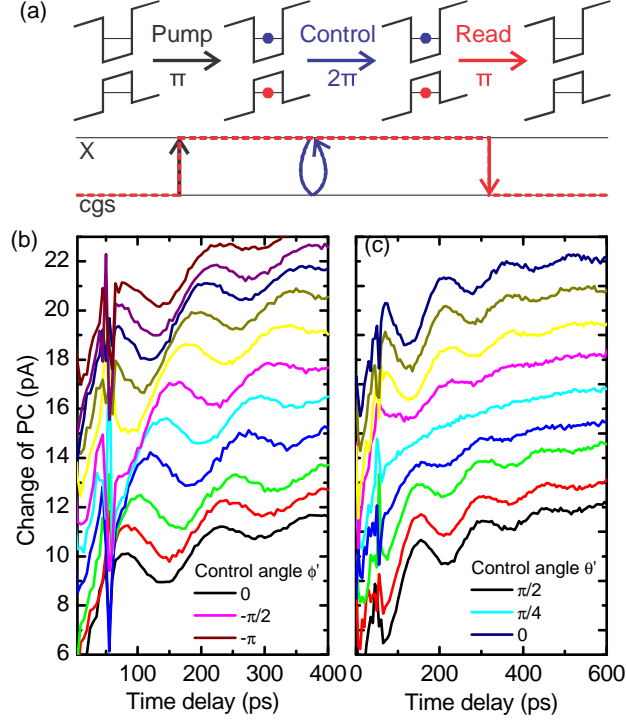 (a)
Pump Control Read
π 2π π
X
cgs
(b)
(c)
22
20
18
16
14
12
10
8
6
Change of PC (pA)
Control angle ϕ'
0
-π/2
-π
Control angle θ'
π/2
π/4
0
100 200 300 400
0 200 400 600
Time delay (ps) Time delay (ps)